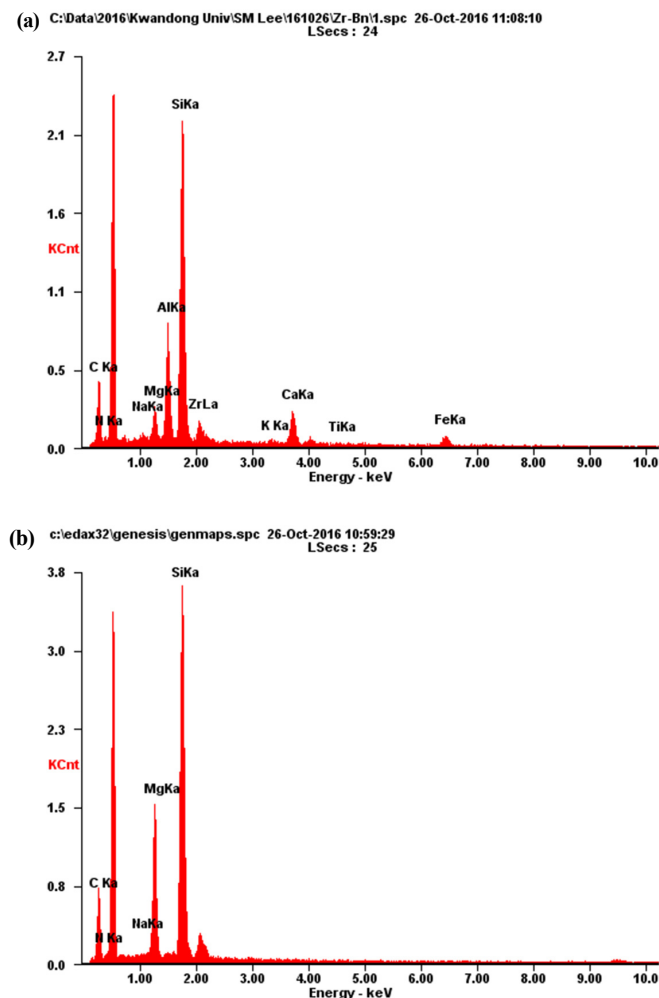 (a) C:\Data\2016\Kwandong Univ\SM Lee\161026\Zr-Bn\1.spc 26-Oct-2016 11:08:10
LSecs : 24
2.7
2.1
1.6
KCnt
1.1
0.5
0.0
SiKa
AlKa
C Ka
MgKa
NaKa
ZrLa
N Ka
CaKa
K Ka
TiKa
FeKa
1.00 2.00 3.00 4.00 5.00 6.00 7.00 8.00 9.00 10.0
Energy - keV
(b) c:\edax32\genesis\genmaps.spc 26-Oct-2016 10:59:29
LSecs : 25
3.8
3.0
2.3
KCnt
1.5
0.8
0.0
SiKa
MgKa
C Ka
NaKa
N Ka
1.00 2.00 3.00 4.00 5.00 6.00 7.00 8.00 9.00 10.0
Energy - keV